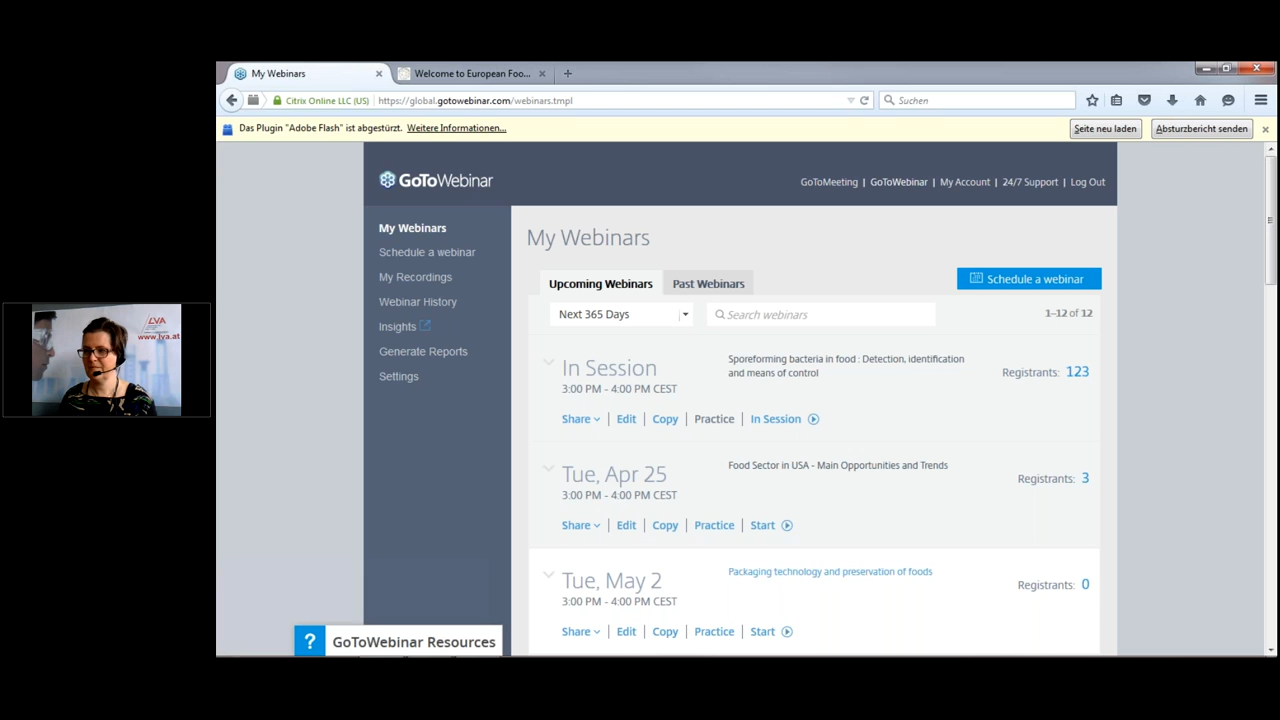 My Webinars
Welcome to European Foo...
Citrix Online LLC (US)
https://global.gotowebinar.com/webinars.tmpl
Suchen
Das Plugin "Adobe Flash" ist abgestürzt. Weitere Informationen...
Seite neu laden
Absturzbericht senden
GoToWebinar
GoToMeeting | GoToWebinar | My Account | 24/7 Support | Log Out
My Webinars
Schedule a webinar
My Recordings
Webinar History
Insights
Generate Reports
Settings
My Webinars
Upcoming Webinars
Past Webinars
Schedule a webinar
Next 365 Days
Search webinars
1–12 of 12
In Session
3:00 PM - 4:00 PM CEST
Sporeforming bacteria in food : Detection, identification
and means of control
Registrants: 123
Share | Edit | Copy | Practice | In Session
Tue, Apr 25
3:00 PM - 4:00 PM CEST
Food Sector in USA - Main Opportunities and Trends
Registrants: 3
Share | Edit | Copy | Practice | Start
Tue, May 2
3:00 PM - 4:00 PM CEST
Packaging technology and preservation of foods
Registrants: 0
Share | Edit | Copy | Practice | Start
? GoToWebinar Resources
LVA
www.lva.at